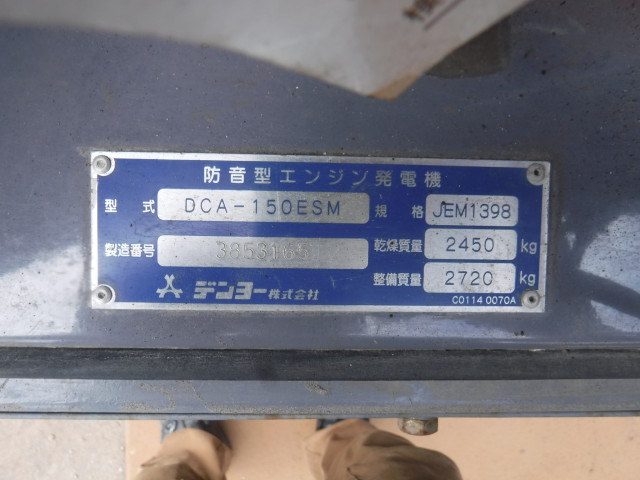 防音型エンジン発電機
型式 DCA-150ESM 規格 JEM1398
製造番号 3853165 乾燥質量 2450 kg
整備質量 2720 kg
デンヨー株式会社
C0114 0070A